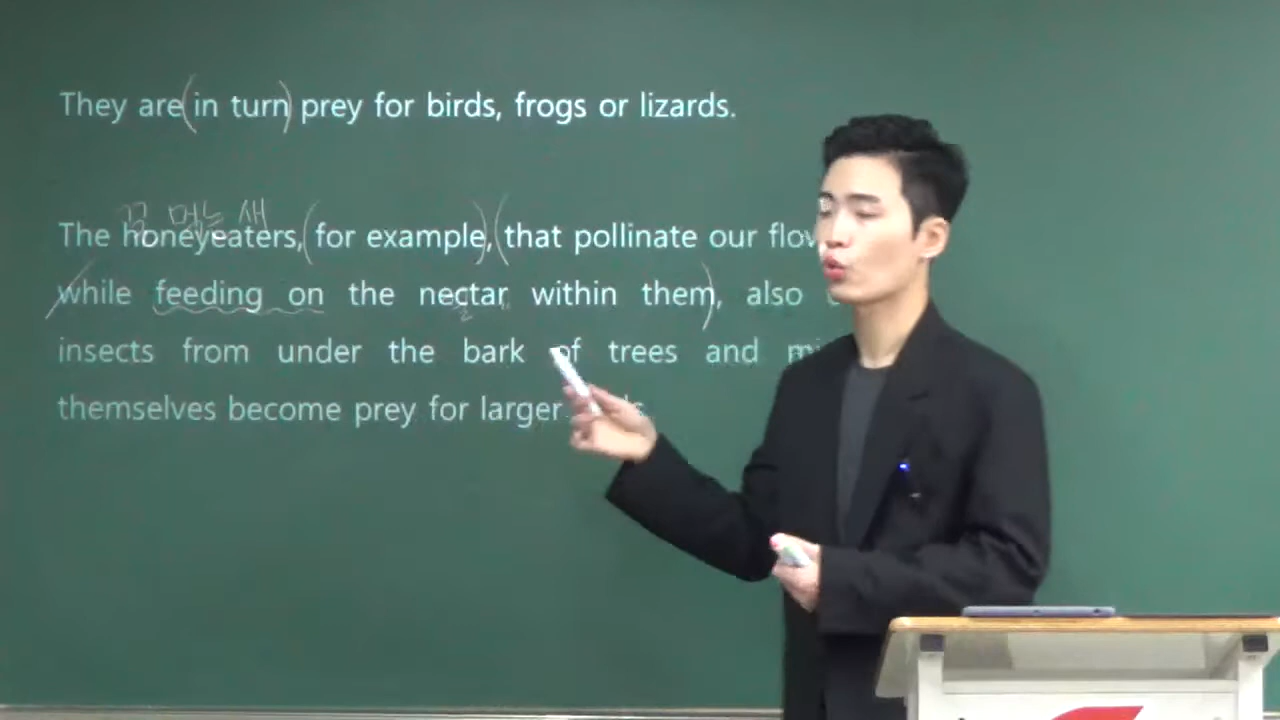 They are (in turn) prey for birds, frogs or lizards.
꿀 먹는 새
The honeyeaters, (for example), (that pollinate our
while feeding on the nectar within them), also
꿀
insects from under the bark of trees and
themselves become prey for larger